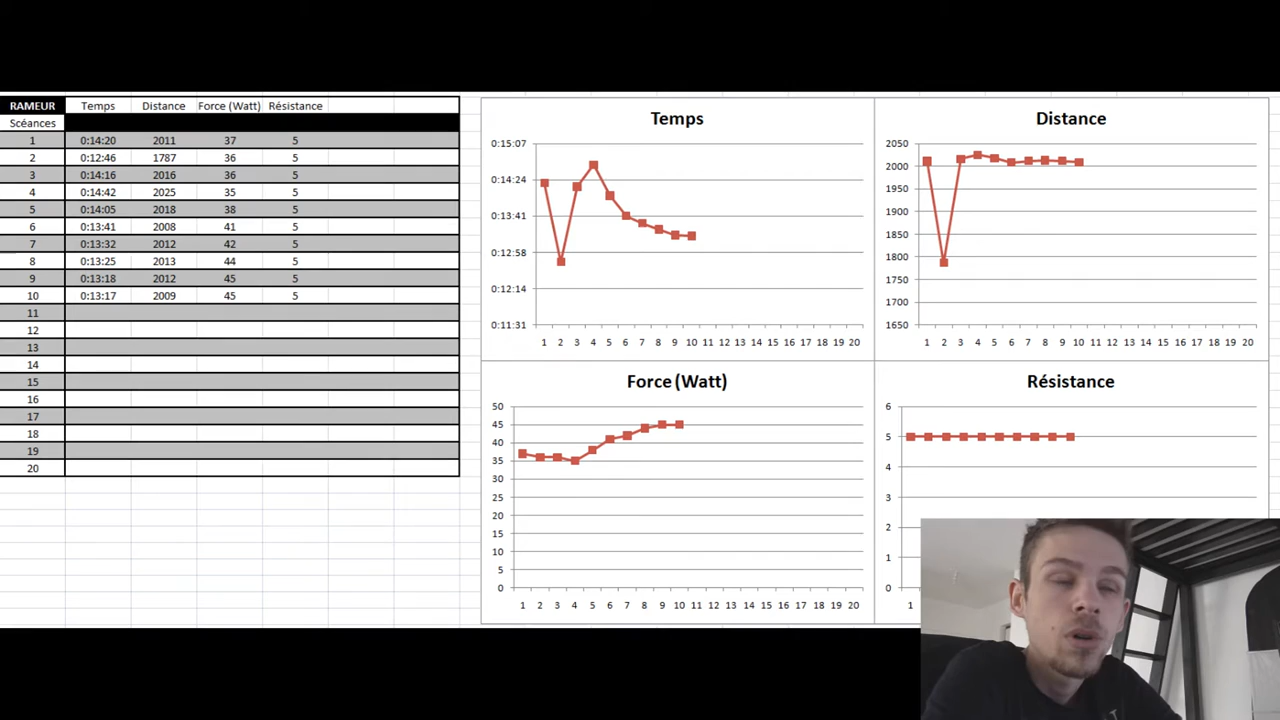 RAMEUR Temps Distance Force (Watt) Résistance
Scéances
1 0:14:20 2011 37 5
2 0:12:46 1787 36 5
3 0:14:16 2016 36 5
4 0:14:42 2025 35 5
5 0:14:05 2018 38 5
6 0:13:41 2008 41 5
7 0:13:32 2012 42 5
8 0:13:25 2013 44 5
9 0:13:18 2012 45 5
10 0:13:17 2009 45 5
11
12
13
14
15
16
17
18
19
20
Temps
0:15:07
0:14:24
0:13:41
0:12:58
0:12:14
0:11:31
1 2 3 4 5 6 7 8 9 10 11 12 13 14 15 16 17 18 19 20
Distance
2050
2000
1950
1900
1850
1800
1750
1700
1650
1 2 3 4 5 6 7 8 9 10 11 12 13 14 15 16 17 18 19 20
Force (Watt)
50
45
40
35
30
25
20
15
10
5
0
1 2 3 4 5 6 7 8 9 10 11 12 13 14 15 16 17 18 19 20
Résistance
6
5
4
3
2
1
0
1